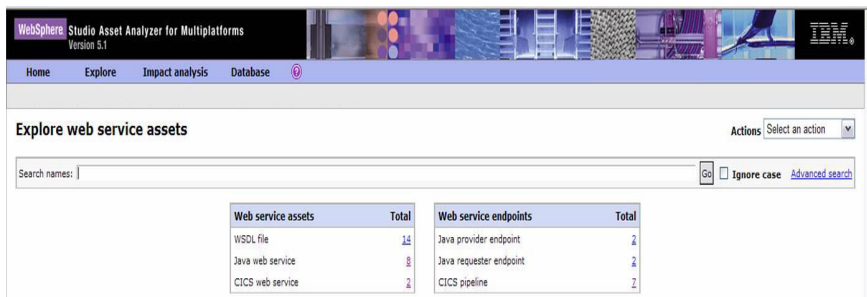 WebSphere Studio Asset Analyzer for Multiplatforms
Version 5.1
IBM.
Home Explore Impact analysis Database ?
Explore web service assets
Actions Select an action
Search names: Go Ignore case Advanced search
Web service assets Total
WSDL file 14
Java web service 8
CICS web service 2
Web service endpoints Total
Java provider endpoint 2
Java requester endpoint 2
CICS pipeline 7